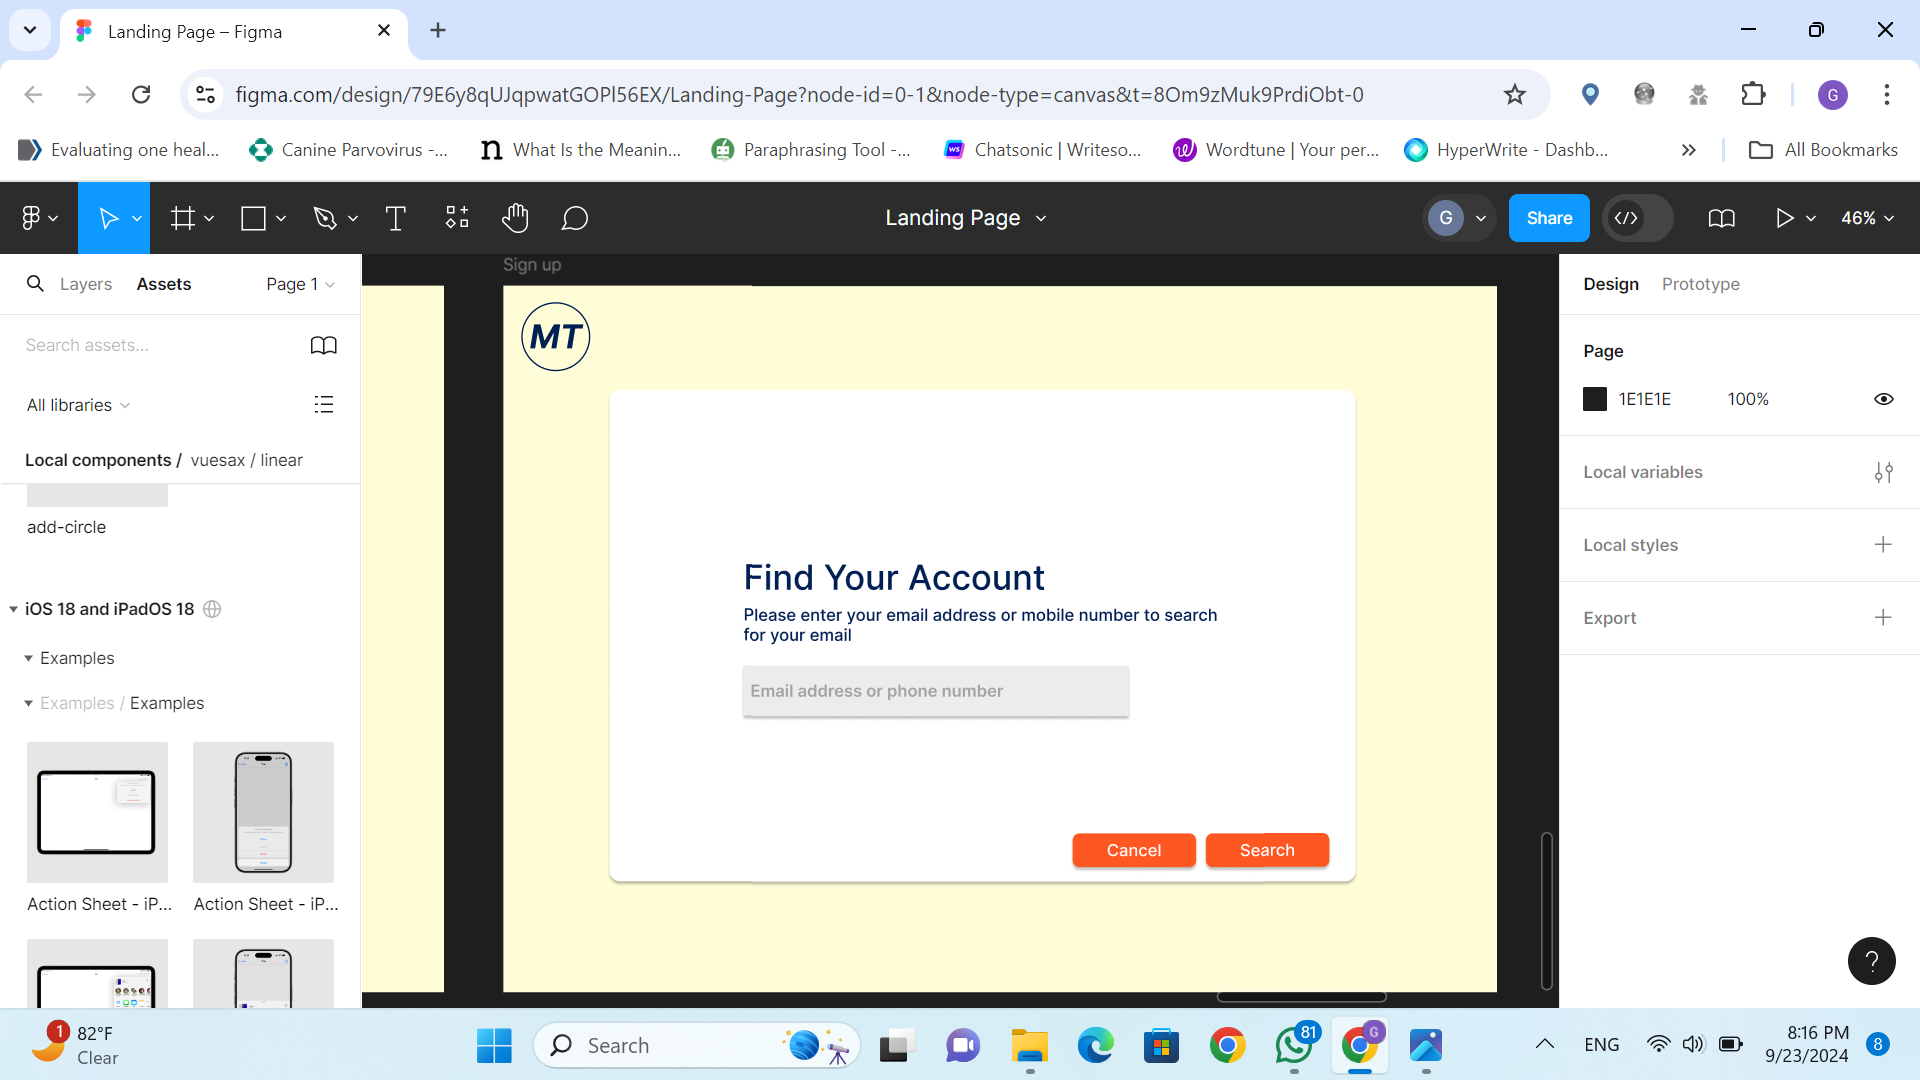 Landing Page – Figma
figma.com/design/79E6y8qUJqpwatGOPl56EX/Landing-Page?node-id=0-1&node-type=canvas&t=8Om9zMuk9PrdiObt-0
G
Evaluating one heal...
Canine Parvovirus -...
What Is the Meanin...
Paraphrasing Tool -...
Chatsonic | Writeso...
Wordtune | Your per...
HyperWrite - Dashb...
All Bookmarks
Landing Page
G
Share
46%
Layers
Assets
Page 1
Search assets...
All libraries
Local components / vuesax / linear
add-circle
iOS 18 and iPadOS 18
Examples
Examples / Examples
Action Sheet - iP...
Action Sheet - iP...
Sign up
MT
Find Your Account
Please enter your email address or mobile number to search
for your email
Email address or phone number
Cancel
Search
Design
Prototype
Page
1E1E1E
100%
Local variables
Local styles
Export
?
1
82°F
Clear
Search
81
G
ENG
8:16 PM
9/23/2024
8